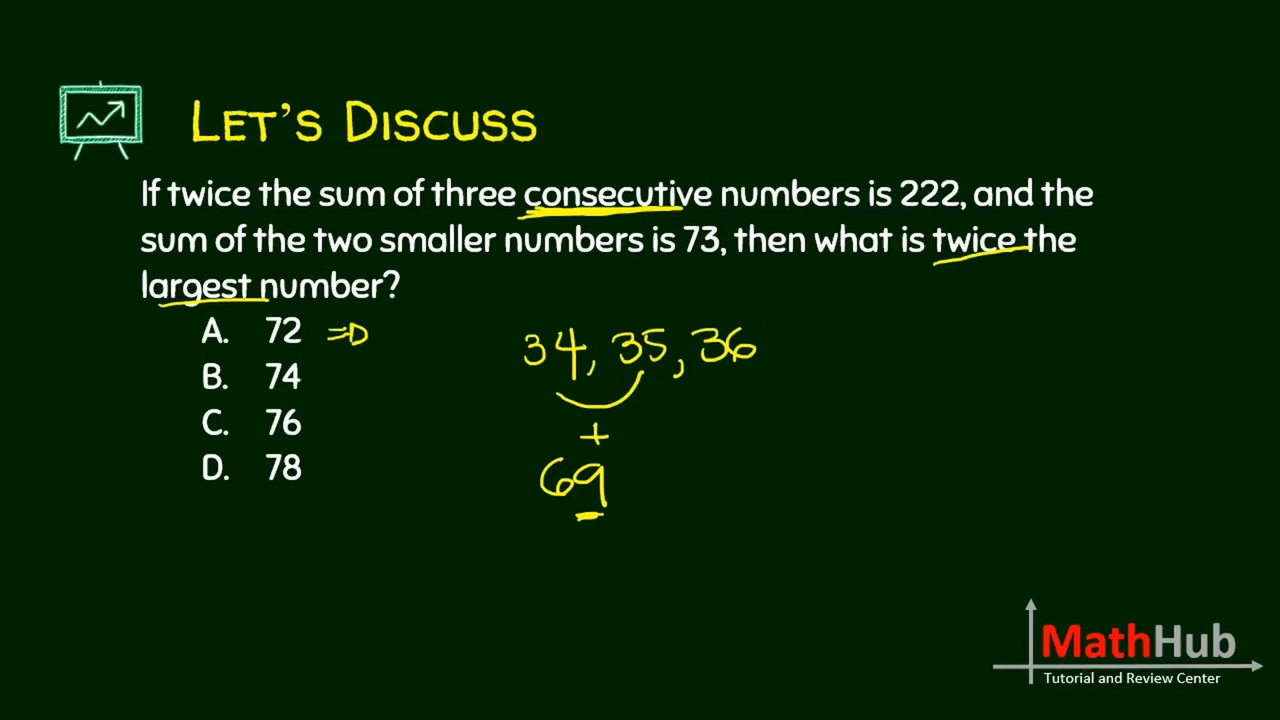 LET'S DISCUSS
If twice the sum of three consecutive numbers is 222, and the
sum of the two smaller numbers is 73, then what is twice the
largest number?
A. 72 ⇒
B. 74
C. 76
D. 78
34, 35, 36
+
69
MathHub
Tutorial and Review Center